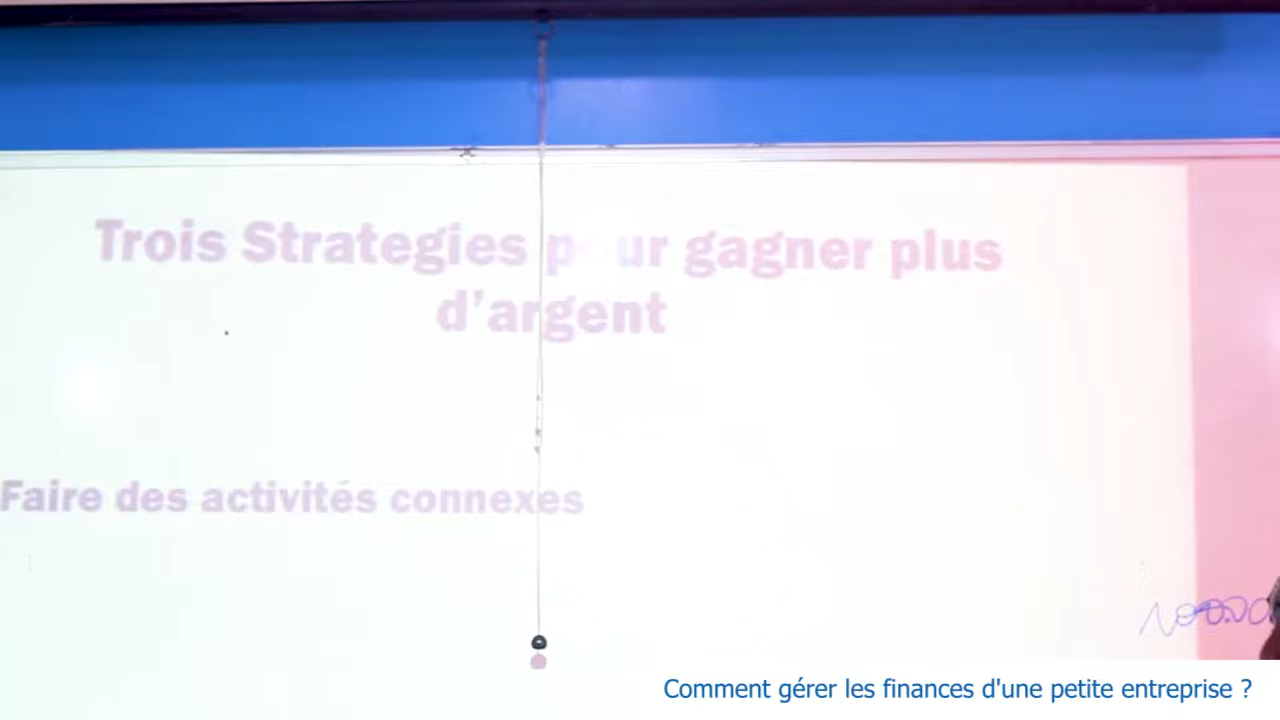 Trois Strategies pour gagner plus
d'argent
Faire des activités connexes
Comment gérer les finances d'une petite entreprise ?